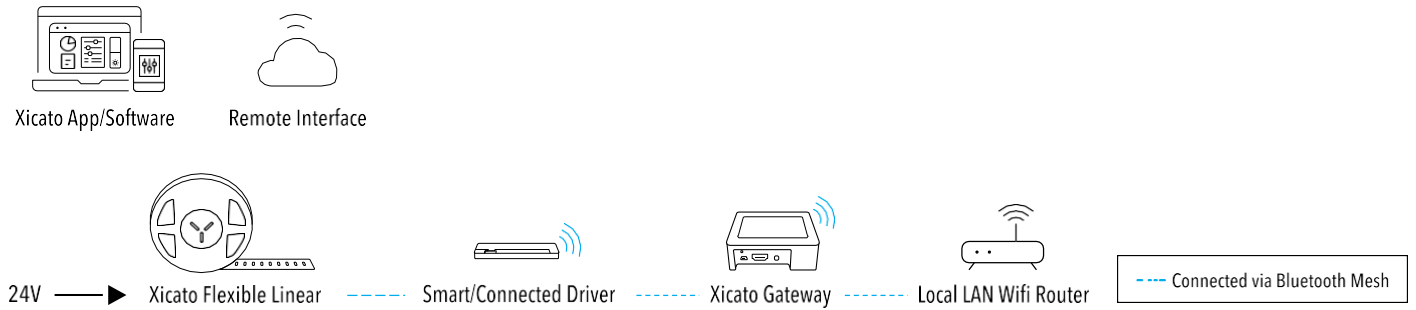 Xicato App/Software
Remote Interface
24V
Xicato Flexible Linear
Smart/Connected Driver
Xicato Gateway
Local LAN Wifi Router
Connected via Bluetooth Mesh